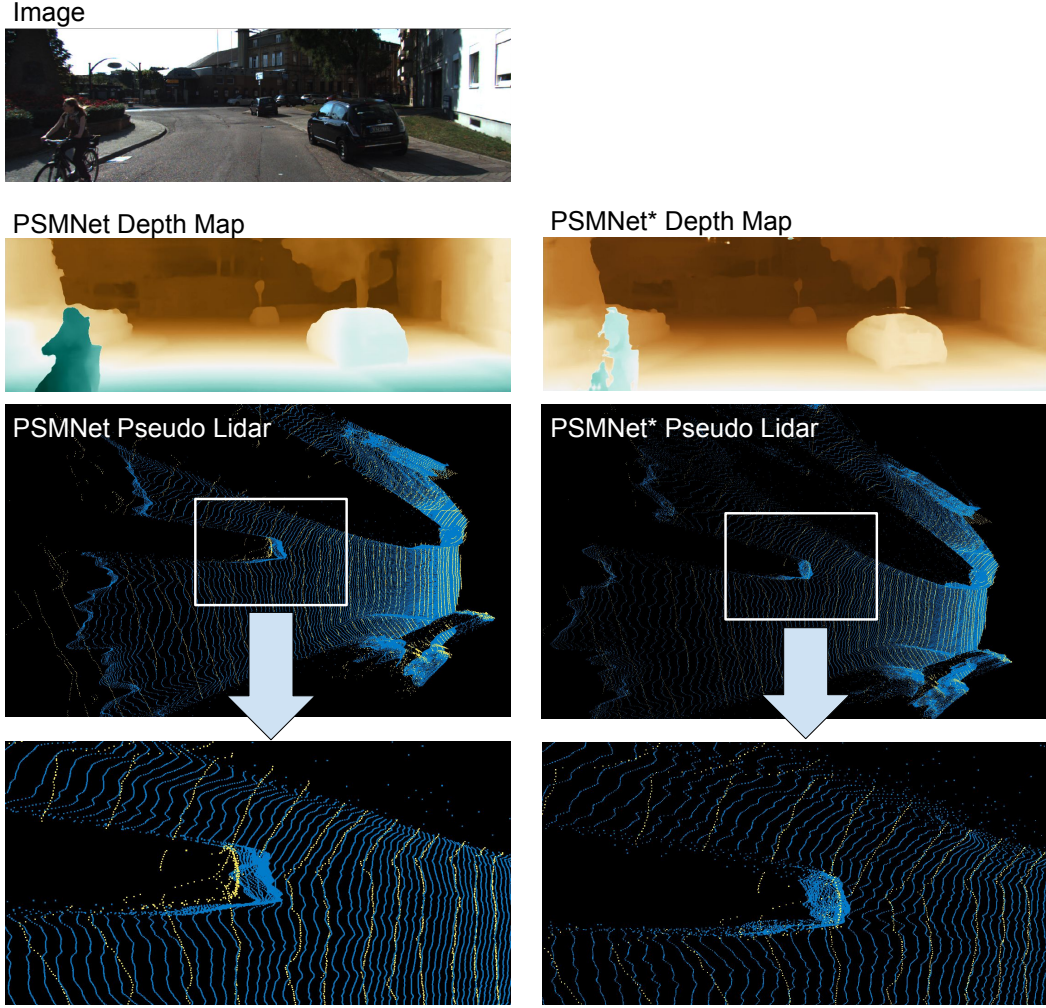 Image
PSMNet Depth Map
PSMNet* Depth Map
PSMNet Pseudo Lidar
PSMNet* Pseudo Lidar